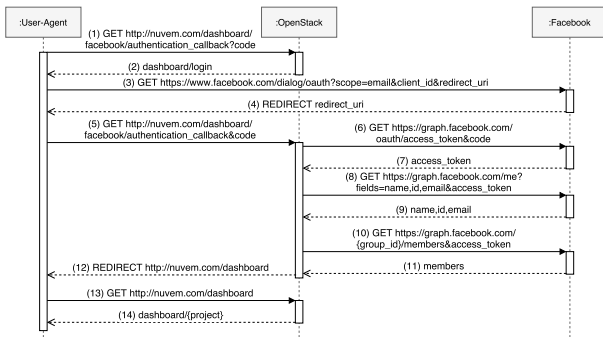 :User-Agent
:OpenStack
:Facebook
(1) GET http://nuvem.com/dashboard/
facebook/authentication_callback?code
(2) dashboard/login
(3) GET https://www.facebook.com/dialog/oauth?scope=email&client_id&redirect_uri
(4) REDIRECT redirect_uri
(5) GET http://nuvem.com/dashboard/
facebook/authentication_callback&code
(6) GET https://graph.facebook.com/
oauth/access_token&code
(7) access_token
(8) GET https://graph.facebook.com/me?
fields=name,id,email&access_token
(9) name,id,email
(10) GET https://graph.facebook.com/
{group_id}/members&access_token
(11) members
(12) REDIRECT http://nuvem.com/dashboard
(13) GET http://nuvem.com/dashboard
(14) dashboard/{project}